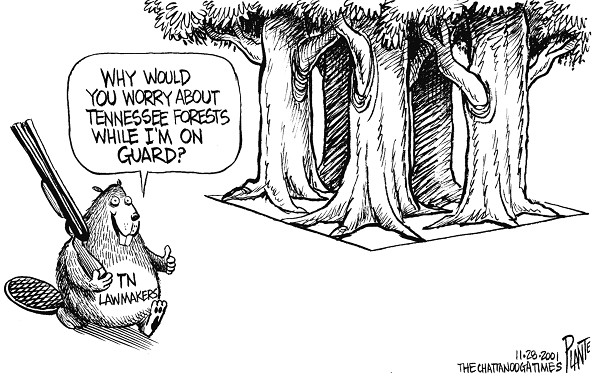 WHY WOULD
YOU WORRY ABOUT
TENNESSEE FORESTS
WHILE I'M ON
GUARD?
TN
LAWMAKERS
11·28·2001
THE CHATTANOOGA TIMES
PLANTE